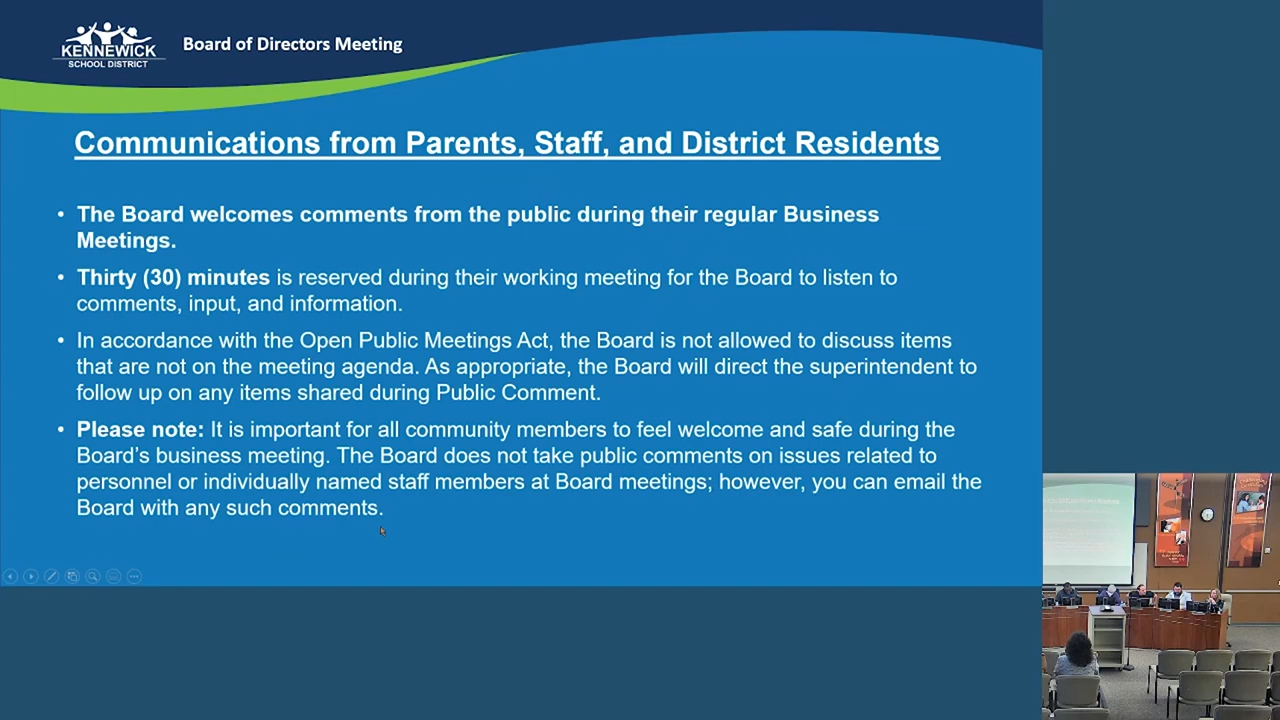 KENNEWICK
SCHOOL DISTRICT
Board of Directors Meeting
Communications from Parents, Staff, and District Residents
• The Board welcomes comments from the public during their regular Business
Meetings.
• Thirty (30) minutes is reserved during their working meeting for the Board to listen to
comments, input, and information.
• In accordance with the Open Public Meetings Act, the Board is not allowed to discuss items
that are not on the meeting agenda. As appropriate, the Board will direct the superintendent to
follow up on any items shared during Public Comment.
• Please note: It is important for all community members to feel welcome and safe during the
Board's business meeting. The Board does not take public comments on issues related to
personnel or individually named staff members at Board meetings; however, you can email the
Board with any such comments.